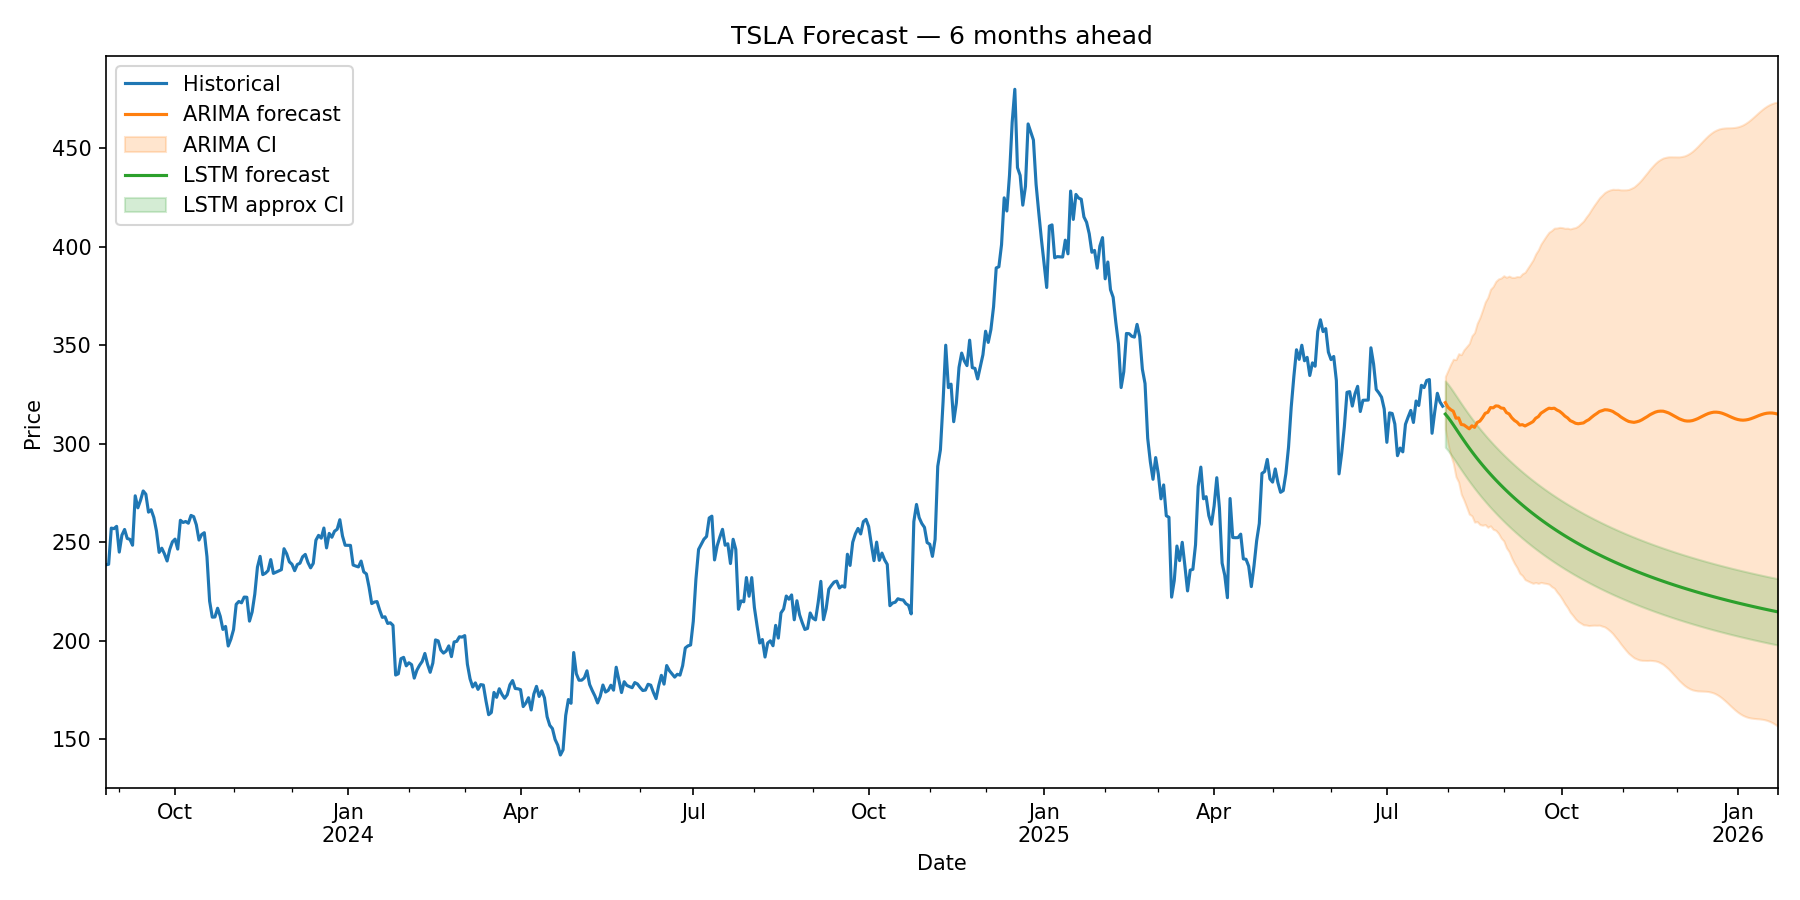 TSLA Forecast — 6 months ahead
Historical
ARIMA forecast
ARIMA CI
LSTM forecast
LSTM approx CI
Price
450
400
350
300
250
200
150
Oct
Jan
2024
Apr
Jul
Oct
Jan
2025
Apr
Jul
Oct
Jan
2026
Date